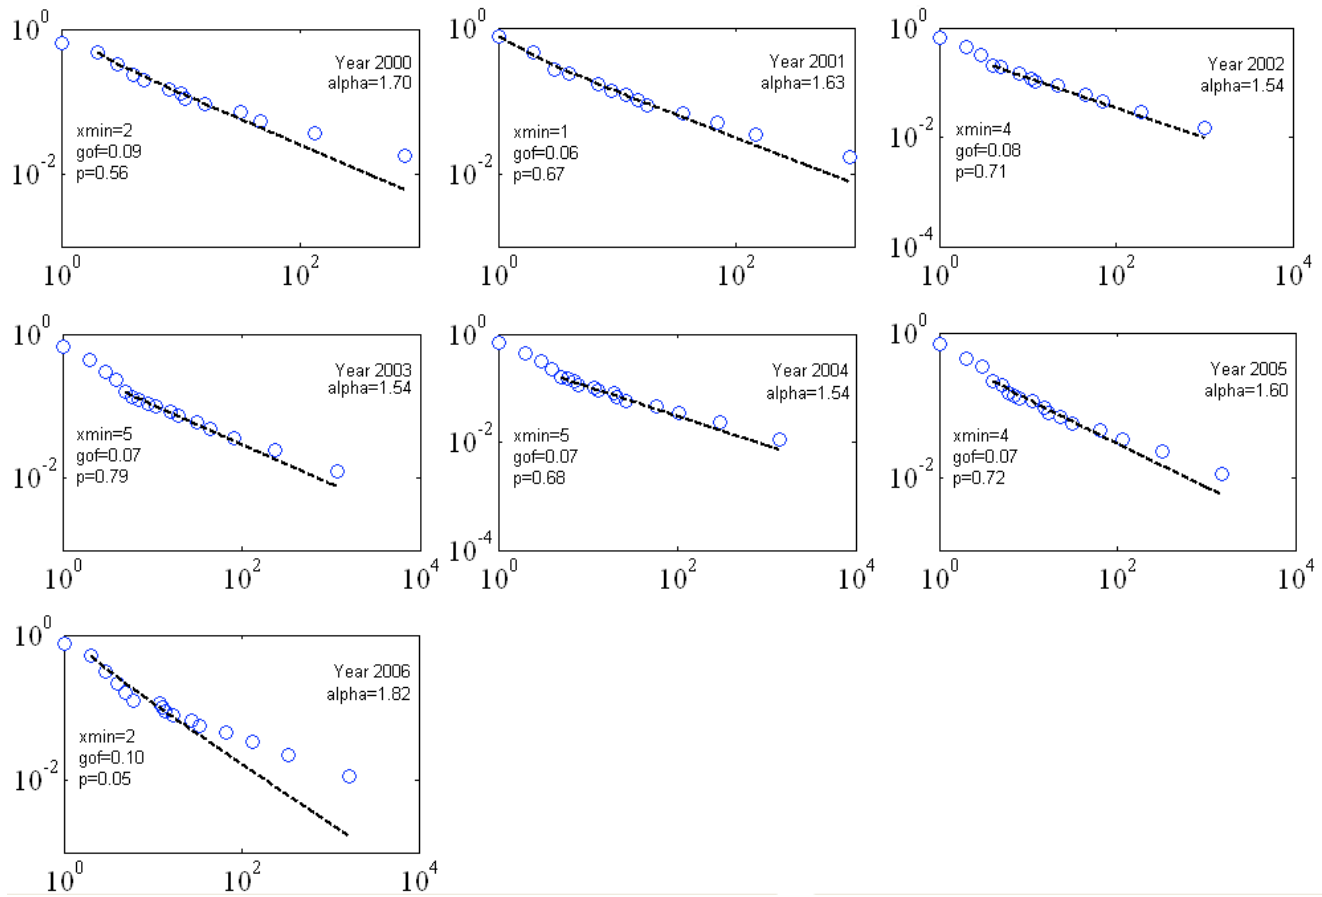 10^0
Year 2000
alpha=1.70
xmin=2
gof=0.09
p=0.56
10^-2
10^0
10^2
10^0
Year 2001
alpha=1.63
xmin=1
gof=0.06
p=0.67
10^-2
10^0
10^2
10^0
Year 2002
alpha=1.54
10^-2
xmin=4
gof=0.08
p=0.71
10^-4
10^0
10^2
10^4
10^0
Year 2003
alpha=1.54
xmin=5
gof=0.07
p=0.79
10^-2
10^0
10^2
10^4
10^0
Year 2004
alpha=1.54
10^-2
xmin=5
gof=0.07
p=0.68
10^-4
10^0
10^2
10^4
10^0
Year 2005
alpha=1.60
xmin=4
gof=0.07
p=0.72
10^-2
10^0
10^2
10^4
10^0
Year 2006
alpha=1.82
xmin=2
gof=0.10
p=0.05
10^-2
10^0
10^2
10^4